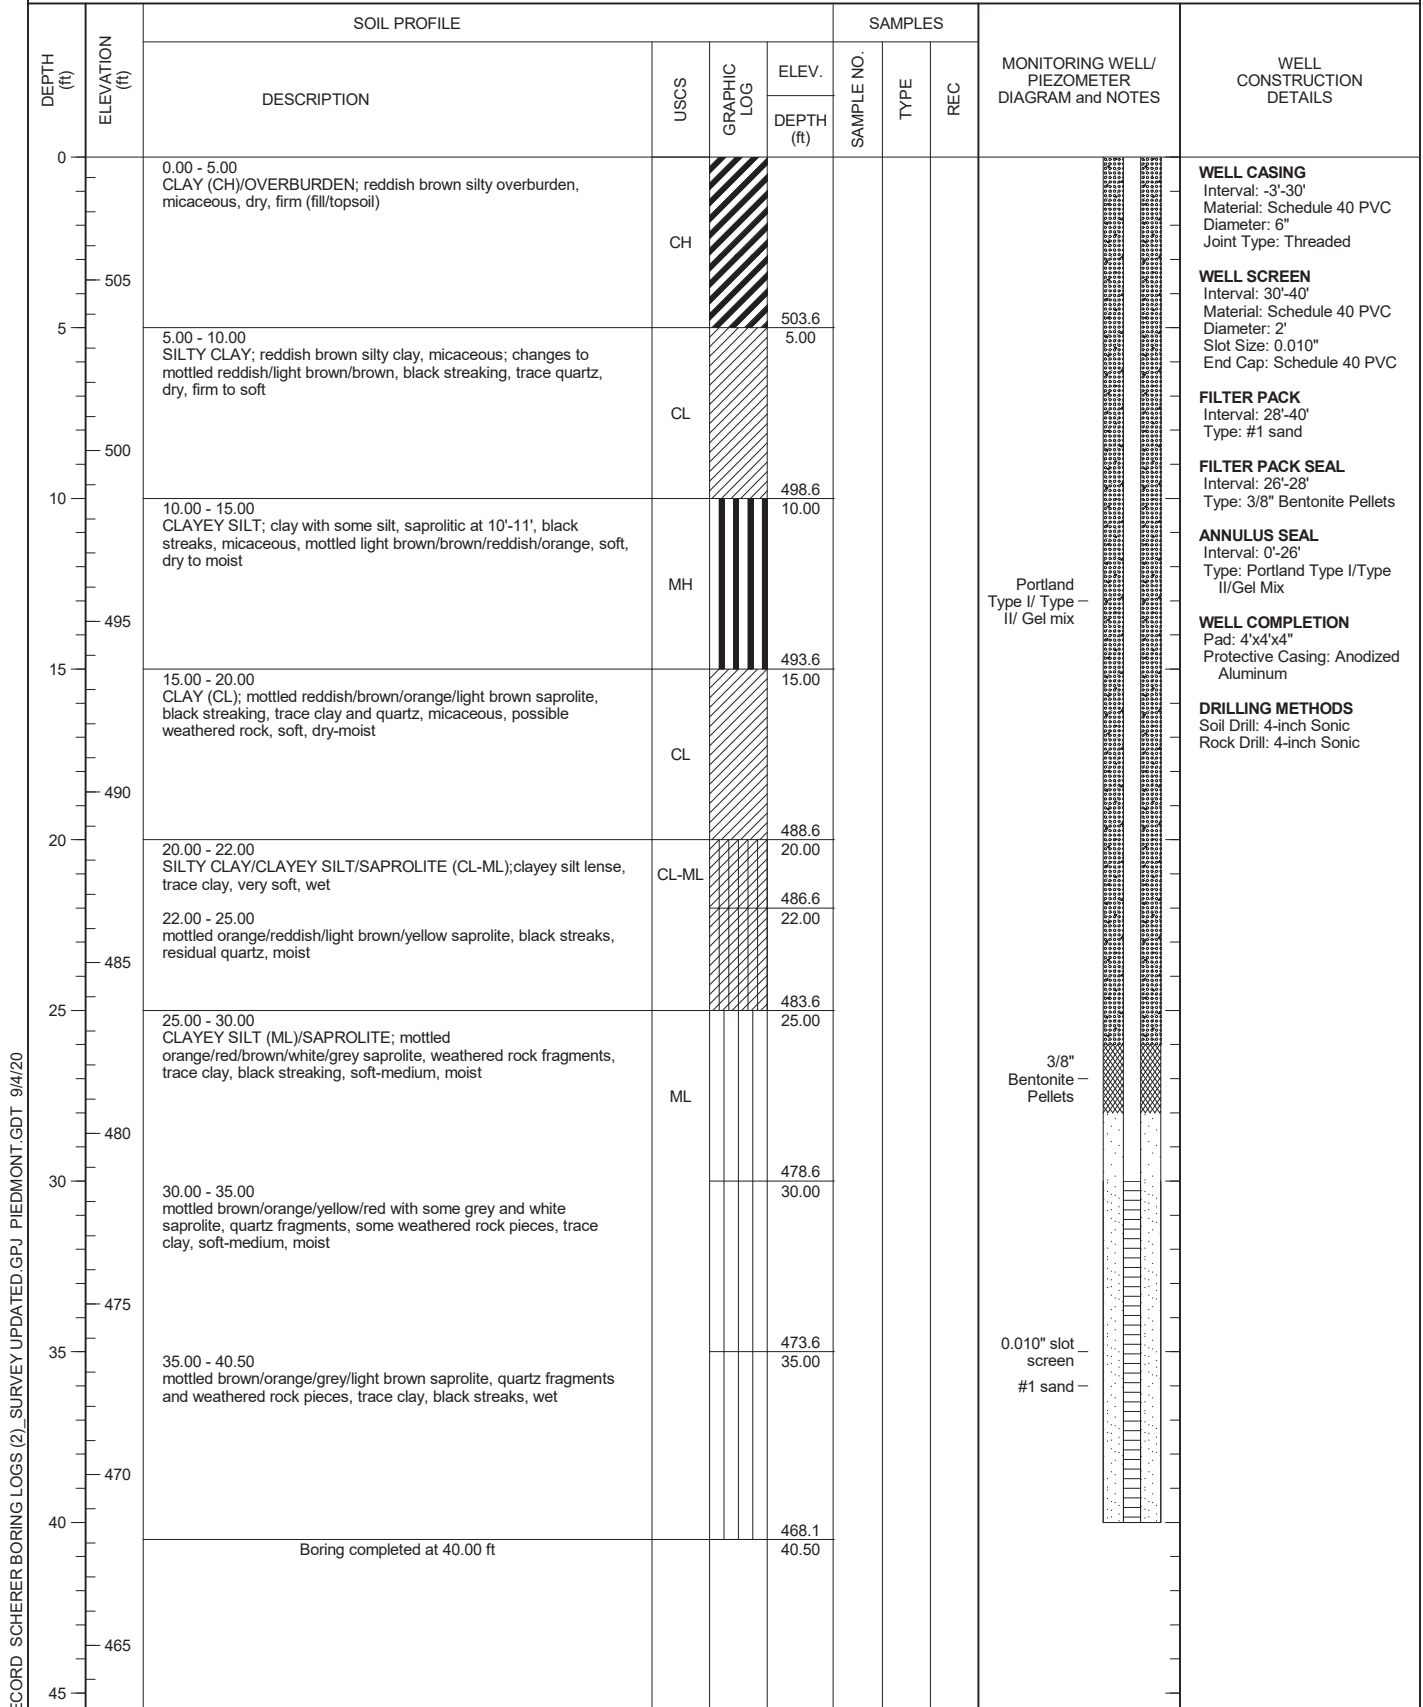 SOIL PROFILE
SAMPLES
DEPTH
(ft)
ELEVATION
(ft)
DESCRIPTION
USCS
GRAPHIC
LOG
ELEV.
DEPTH
(ft)
SAMPLE NO.
TYPE
REC
MONITORING WELL/
PIEZOMETER
DIAGRAM and NOTES
WELL
CONSTRUCTION
DETAILS
0
5
10
15
20
25
30
35
40
45
505
500
495
490
485
480
475
470
465
0.00 - 5.00
CLAY (CH)/OVERBURDEN; reddish brown silty overburden,
micaceous, dry, firm (fill/topsoil)
CH
503.6
5.00
5.00 - 10.00
SILTY CLAY; reddish brown silty clay, micaceous; changes to
mottled reddish/light brown/brown, black streaking, trace quartz,
dry, firm to soft
CL
498.6
10.00
10.00 - 15.00
CLAYEY SILT; clay with some silt, saprolitic at 10'-11', black
streaks, micaceous, mottled light brown/brown/reddish/orange, soft,
dry to moist
MH
493.6
15.00
15.00 - 20.00
CLAY (CL); mottled reddish/brown/orange/light brown saprolite,
black streaking, trace clay and quartz, micaceous, possible
weathered rock, soft, dry-moist
CL
488.6
20.00
20.00 - 22.00
SILTY CLAY/CLAYEY SILT/SAPROLITE (CL-ML);clayey silt lense,
trace clay, very soft, wet
CL-ML
486.6
22.00
22.00 - 25.00
mottled orange/reddish/light brown/yellow saprolite, black streaks,
residual quartz, moist
483.6
25.00
25.00 - 30.00
CLAYEY SILT (ML)/SAPROLITE; mottled
orange/red/brown/white/grey saprolite, weathered rock fragments,
trace clay, black streaking, soft-medium, moist
ML
478.6
30.00
30.00 - 35.00
mottled brown/orange/yellow/red with some grey and white
saprolite, quartz fragments, some weathered rock pieces, trace
clay, soft-medium, moist
473.6
35.00
35.00 - 40.50
mottled brown/orange/grey/light brown saprolite, quartz fragments
and weathered rock pieces, trace clay, black streaks, wet
468.1
40.50
Boring completed at 40.00 ft
Portland
Type I/ Type
II/ Gel mix
3/8"
Bentonite
Pellets
0.010" slot
screen
#1 sand
WELL CASING
Interval: -3'-30'
Material: Schedule 40 PVC
Diameter: 6"
Joint Type: Threaded
WELL SCREEN
Interval: 30'-40'
Material: Schedule 40 PVC
Diameter: 2'
Slot Size: 0.010"
End Cap: Schedule 40 PVC
FILTER PACK
Interval: 28'-40'
Type: #1 sand
FILTER PACK SEAL
Interval: 26'-28'
Type: 3/8" Bentonite Pellets
ANNULUS SEAL
Interval: 0'-26'
Type: Portland Type I/Type
II/Gel Mix
WELL COMPLETION
Pad: 4'x4'x4"
Protective Casing: Anodized
Aluminum
DRILLING METHODS
Soil Drill: 4-inch Sonic
Rock Drill: 4-inch Sonic
SCHERER BORING LOGS (2)_SURVEY UPDATED.GPJ PIEDMONT.GDT 9/4/20